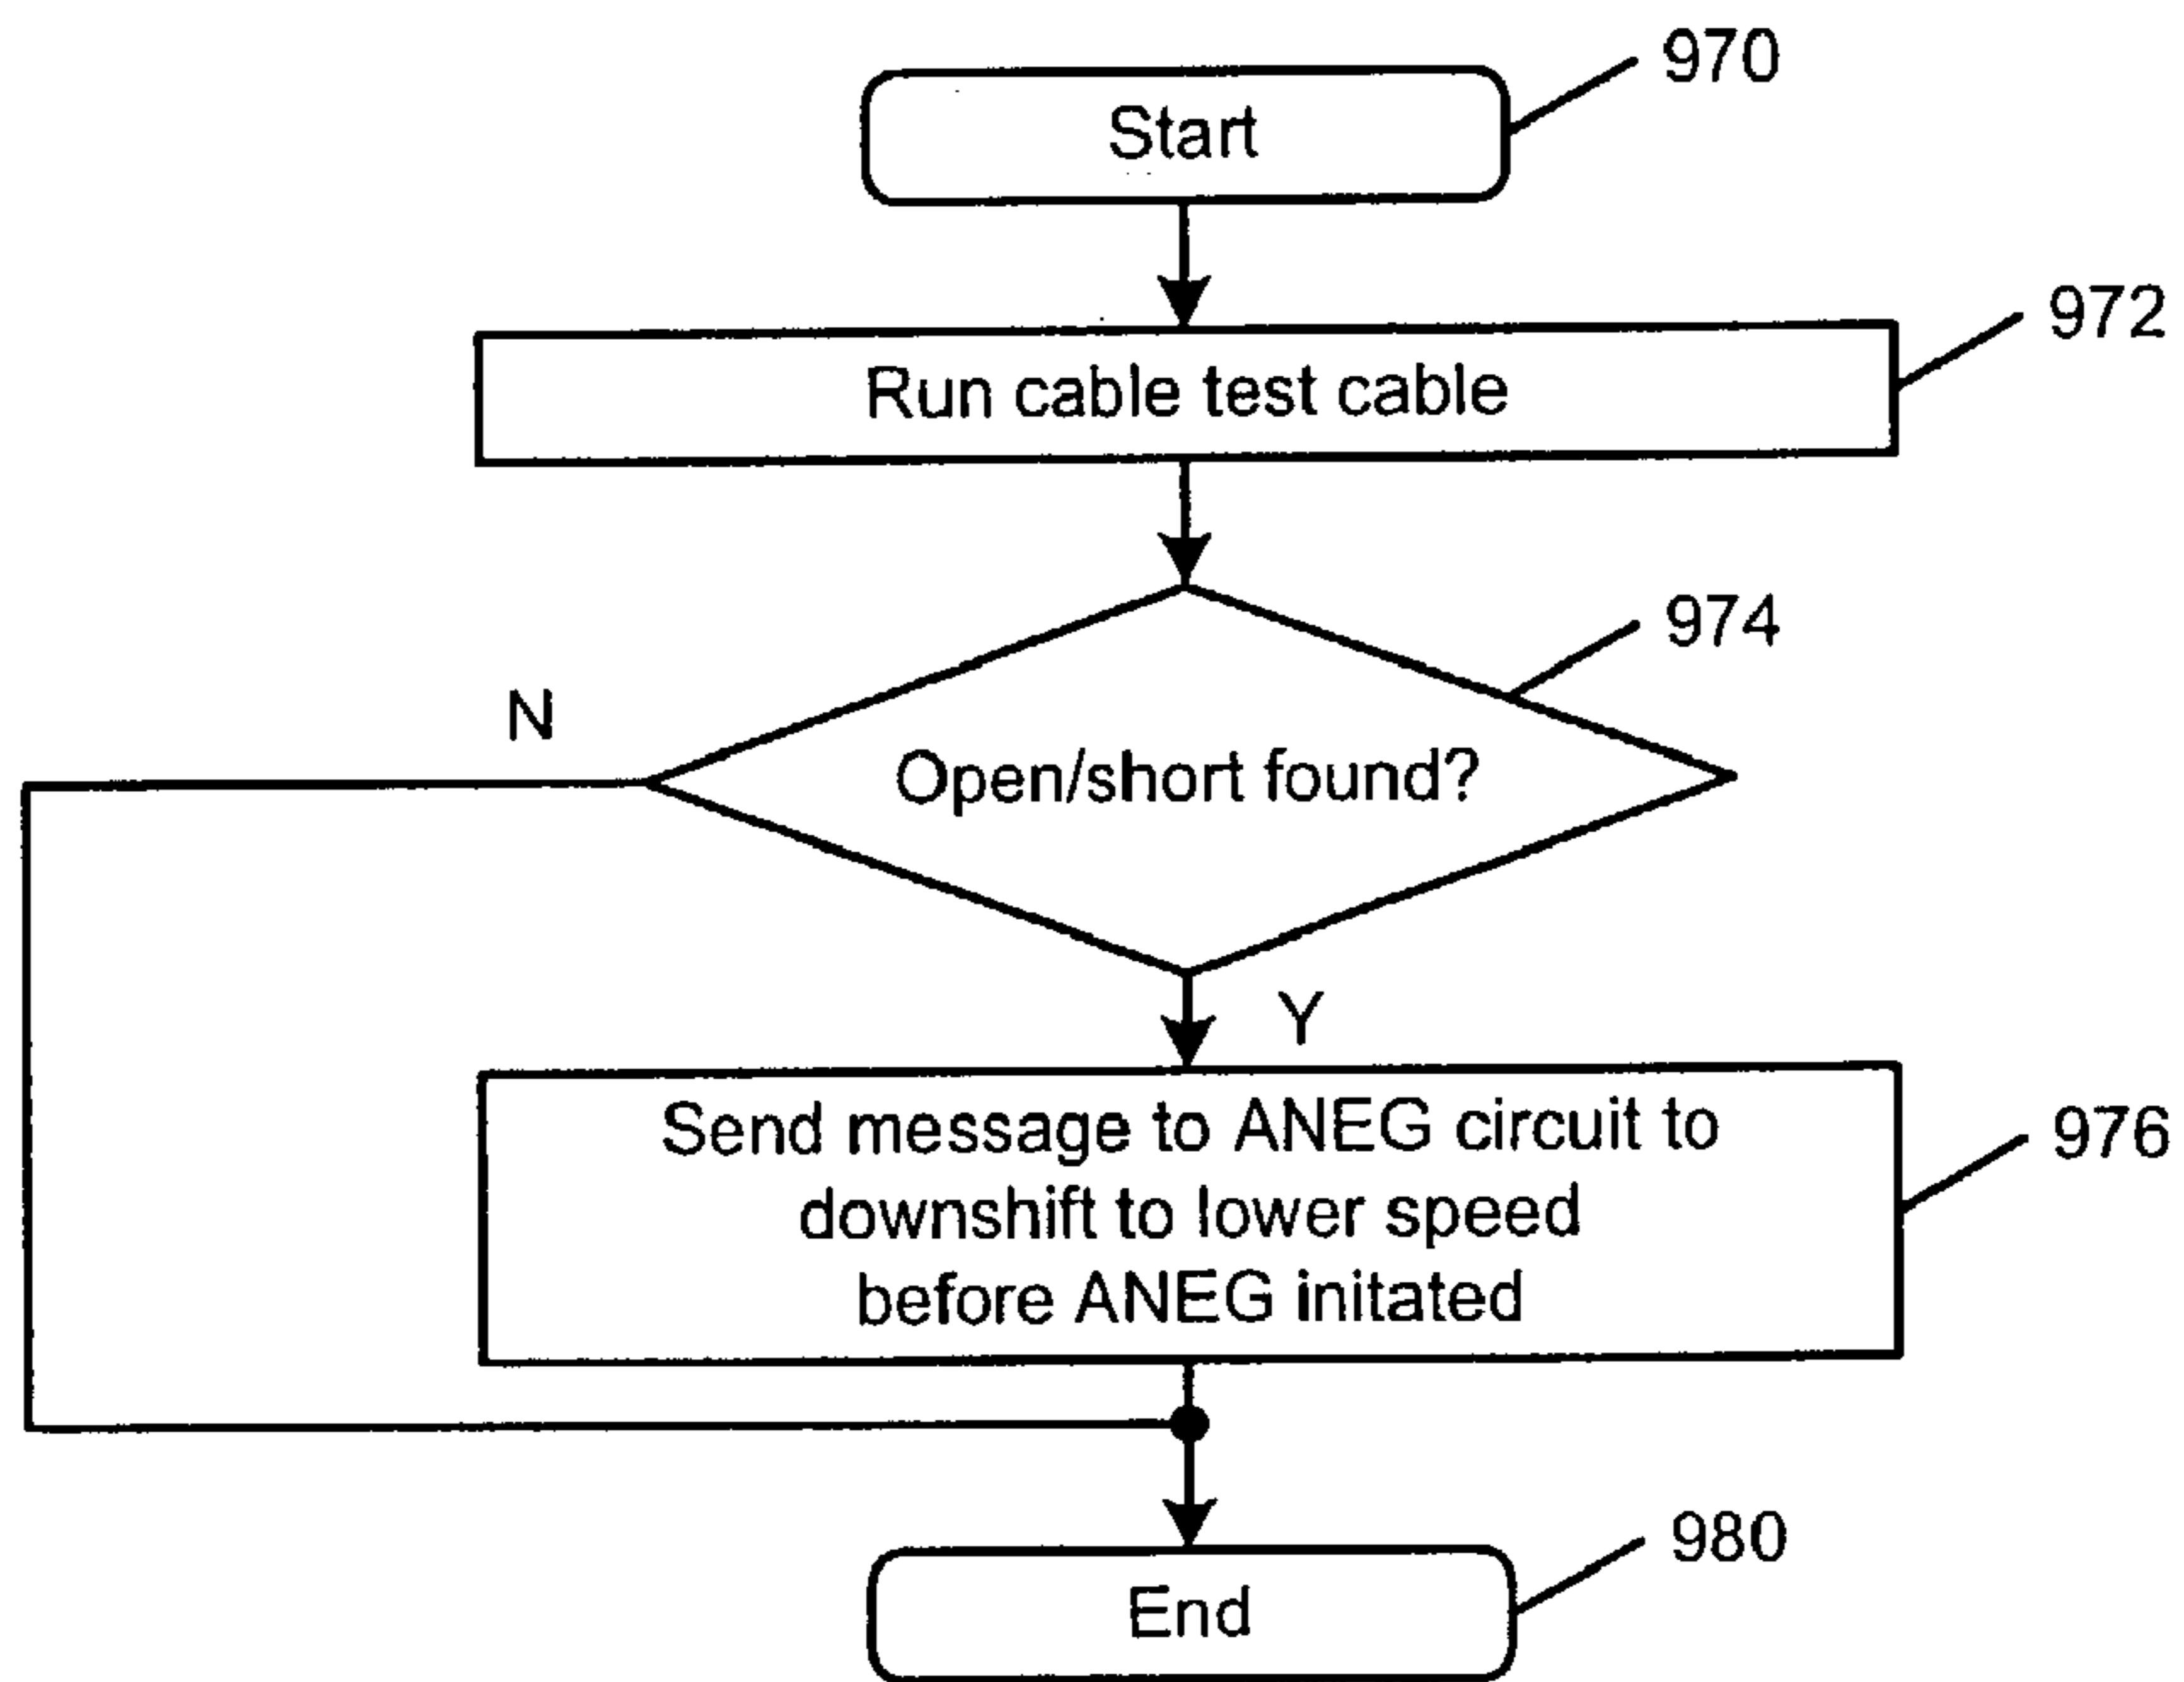 970
Start
972
Run cable test cable
974
N
Open/short found?
Y
976
Send message to ANEG circuit to
downshift to lower speed
before ANEG initated
980
End